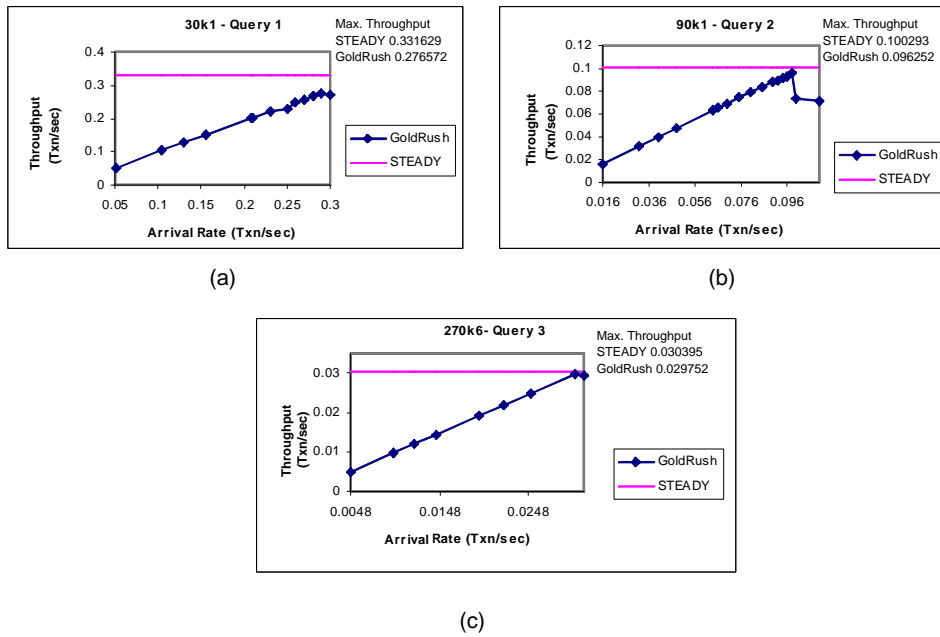 30k1 - Query 1
Max. Throughput
STEADY 0.331629
GoldRush 0.276572
Throughput
(Txn/sec)
0.4
0.3
0.2
0.1
0
0.05 0.1 0.15 0.2 0.25 0.3
Arrival Rate (Txn/sec)
GoldRush
STEADY
(a)
90k1 - Query 2
Max. Throughput
STEADY 0.100293
GoldRush 0.096252
Throughput
(Txn/sec)
0.12
0.1
0.08
0.06
0.04
0.02
0
0.016 0.036 0.056 0.076 0.096
Arrival Rate (Txn/sec)
GoldRush
STEADY
(b)
270k6- Query 3
Max. Throughput
STEADY 0.030395
GoldRush 0.029752
Throughput
(Txn/sec)
0.03
0.02
0.01
0
0.0048 0.0148 0.0248
Arrival Rate (Txn/sec)
GoldRush
STEADY
(c)